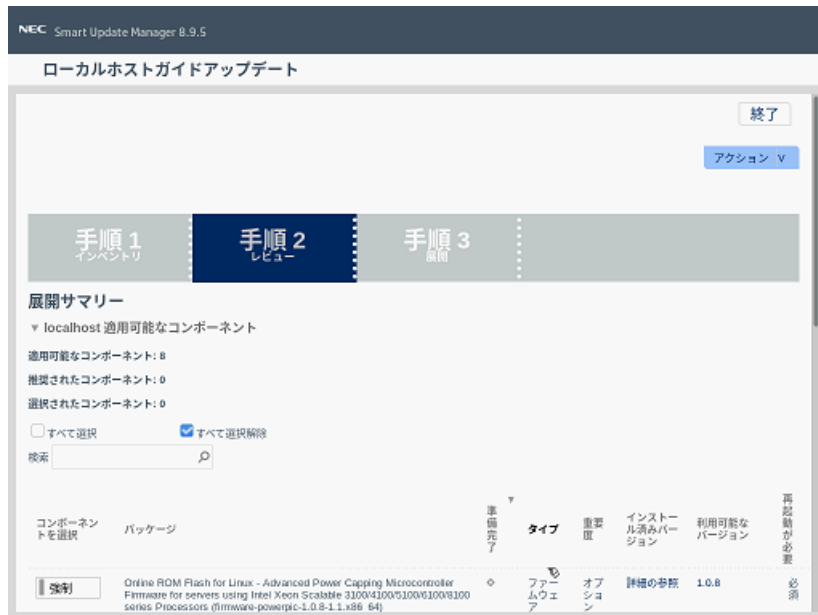 NEC Smart Update Manager 8.9.5
ローカルホストガイドアップデート
終了
アクション ∨
手順 1
インベントリ
手順 2
レビュー
手順 3
展開
展開サマリー
▼ localhost 適用可能なコンポーネント
適用可能なコンポーネント: 8
推奨されたコンポーネント: 0
選択されたコンポーネント: 0
すべて選択
すべて選択解除
検索
コンポーネン
トを選択
パッケージ
準
備
完
了
▼
タイプ
重要
度
インストー
ル済みバー
ジョン
利用可能な
バージョン
再
起
動
が
必
要
強制
Online ROM Flash for Linux - Advanced Power Capping Microcontroller
Firmware for servers using Intel Xeon Scalable 3100/4100/5100/6100/8100
series Processors (firmware-powerpic-1.0.8-1.1.x86_64)
ファー
ムウェ
ア
オプ
ショ
ン
詳細の参照
1.0.8
必
須